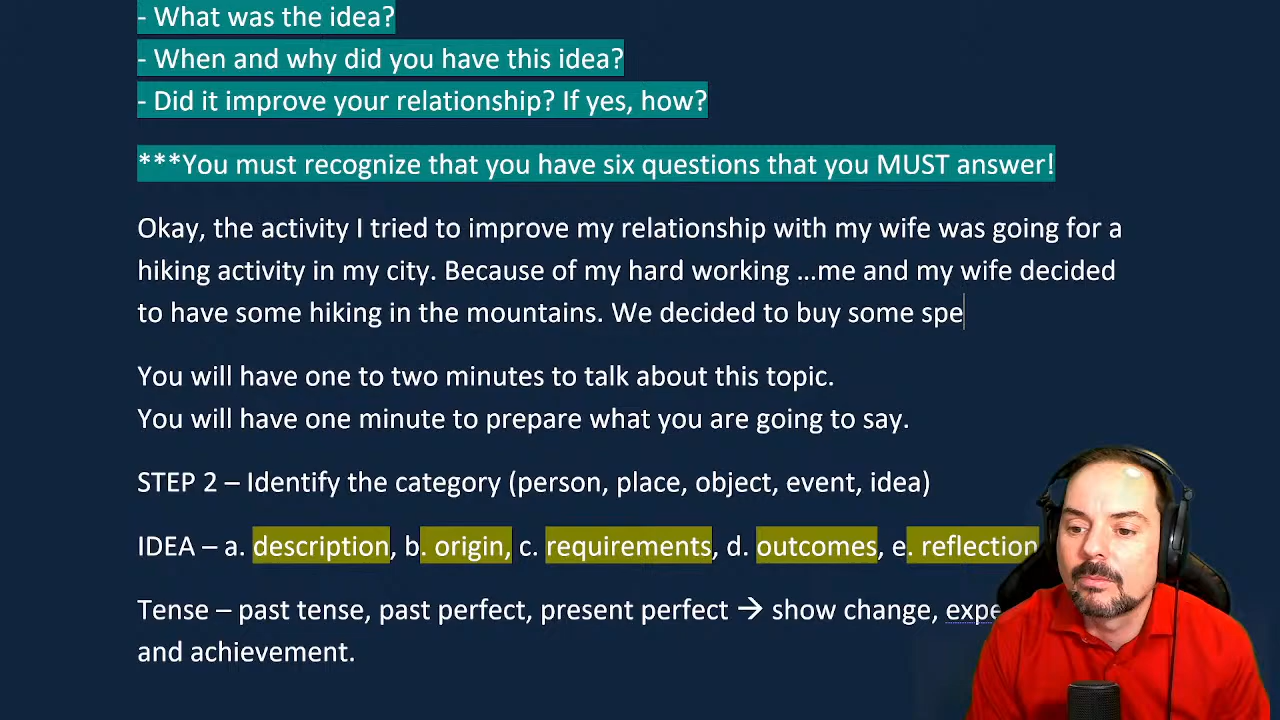 - What was the idea?
- When and why did you have this idea?
- Did it improve your relationship? If yes, how?
***You must recognize that you have six questions that you MUST answer!
Okay, the activity I tried to improve my relationship with my wife was going for a
hiking activity in my city. Because of my hard working …me and my wife decided
to have some hiking in the mountains. We decided to buy some spe
You will have one to two minutes to talk about this topic.
You will have one minute to prepare what you are going to say.
STEP 2 – Identify the category (person, place, object, event, idea)
IDEA – a. description, b. origin, c. requirements, d. outcomes, e. reflection
Tense – past tense, past perfect, present perfect → show change,
and achievement.